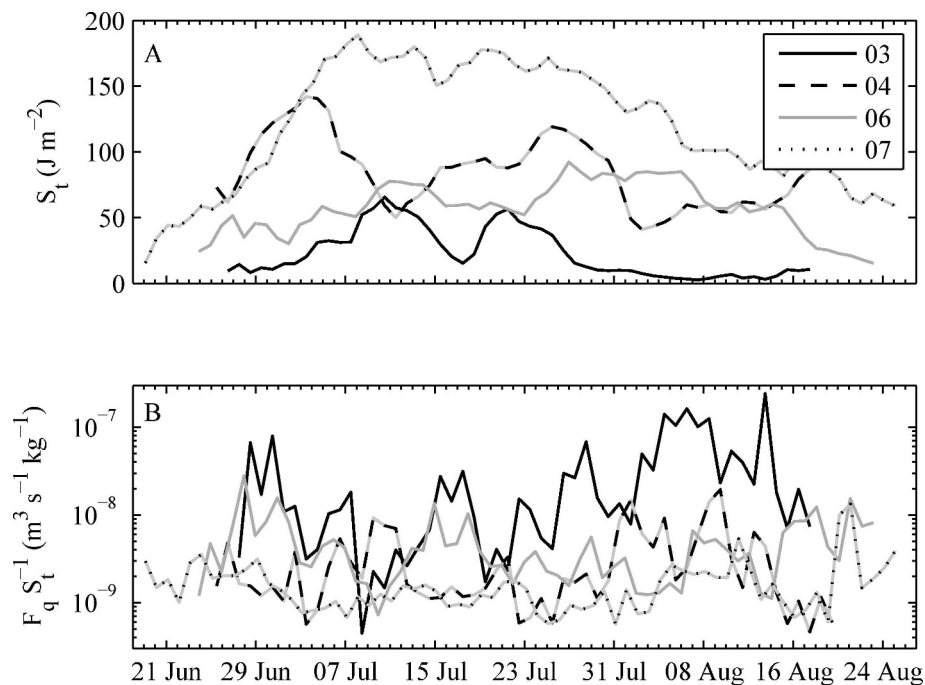 A
S_t (J m⁻²)
200
150
100
50
0
03
04
06
07
B
F_q S_t⁻¹ (m³ s⁻¹ kg⁻¹)
10⁻⁷
10⁻⁸
10⁻⁹
21 Jun 29 Jun 07 Jul 15 Jul 23 Jul 31 Jul 08 Aug 16 Aug 24 Aug